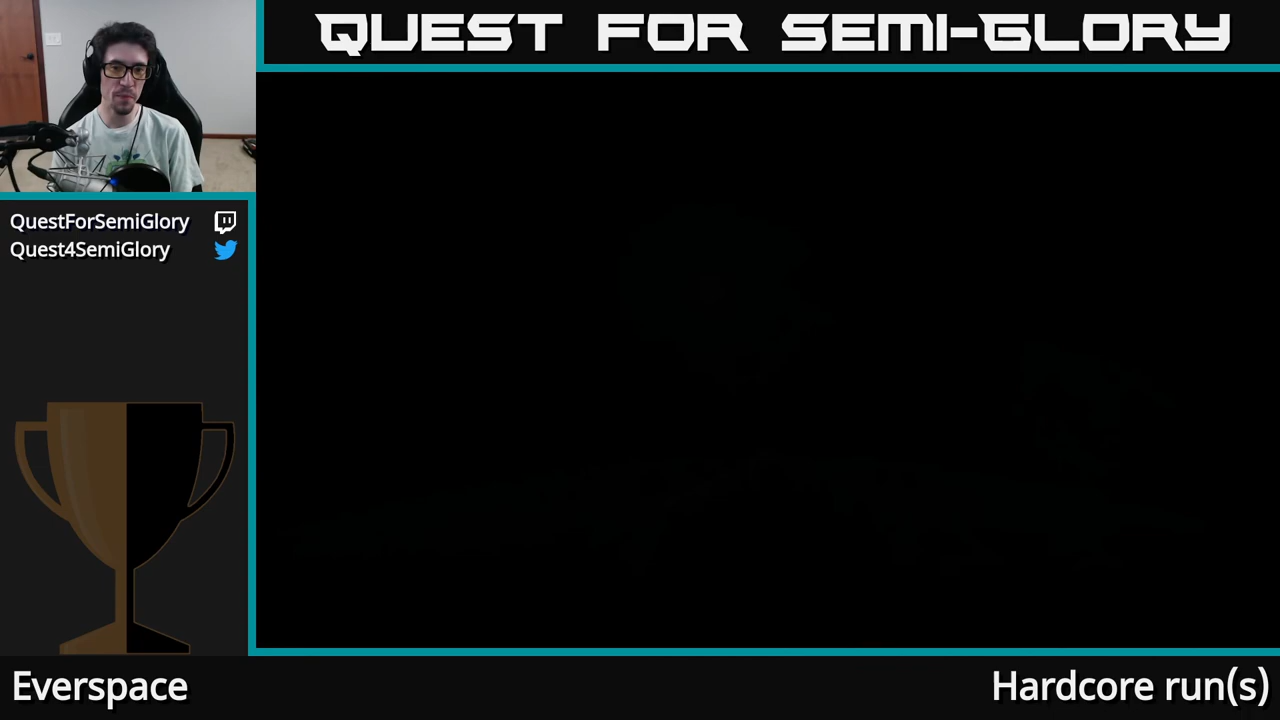 QUEST FOR SEMI-GLORY
QuestForSemiGlory
Quest4SemiGlory
Everspace
Hardcore run(s)